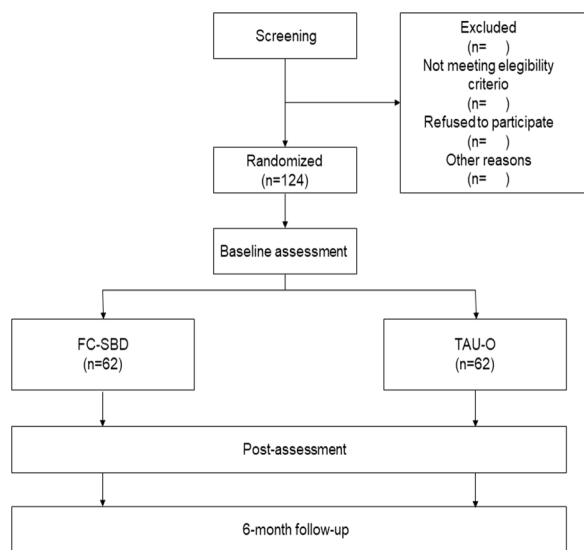 Screening
Excluded
(n=    )
Not meeting elegibility
criterio
(n=    )
Refused to participate
(n=    )
Other reasons
(n=    )
Randomized
(n=124)
Baseline assessment
FC-SBD
(n=62)
TAU-O
(n=62)
Post-assessment
6-month follow-up